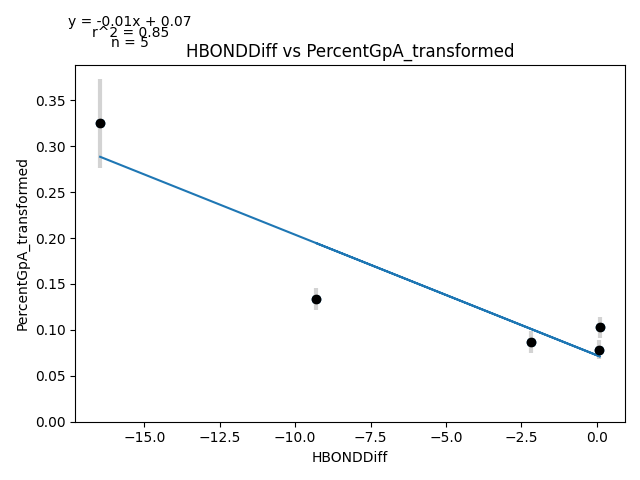 y = -0.01x + 0.07
r^2 = 0.85
n = 5
HBONDDiff vs PercentGpA_transformed
PercentGpA_transformed
0.35
0.30
0.25
0.20
0.15
0.10
0.05
0.00
−15.0 −12.5 −10.0 −7.5 −5.0 −2.5 0.0
HBONDDiff